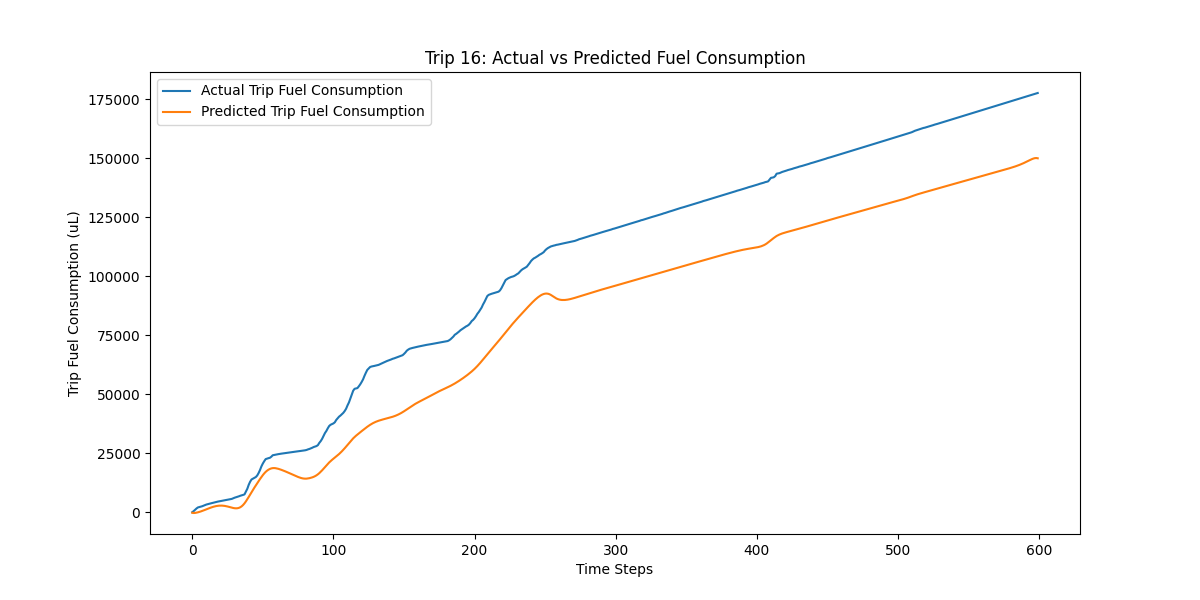 Trip 16: Actual vs Predicted Fuel Consumption
Actual Trip Fuel Consumption
Predicted Trip Fuel Consumption
Trip Fuel Consumption (uL)
175000
150000
125000
100000
75000
50000
25000
0
0 100 200 300 400 500 600
Time Steps